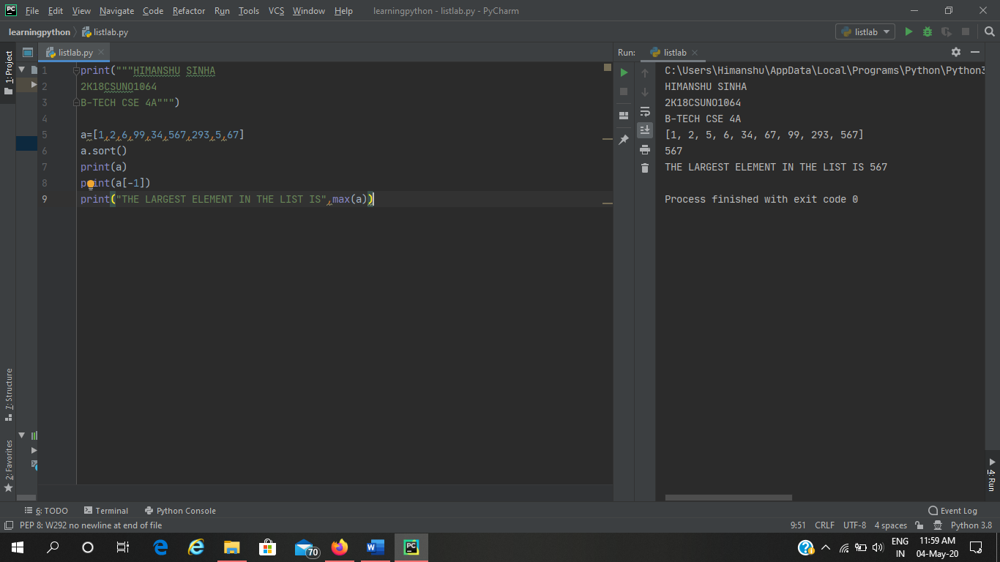 PC File Edit View Navigate Code Refactor Run Tools VCS Window Help learningpython - listlab.py - PyCharm
learningpython listlab.py listlab
1: Project
listlab.py
Run: listlab
1 print("""HIMANSHU SINHA
2 2K18CSUNO1064
3 B-TECH CSE 4A""")
4
5 a=[1,2,6,99,34,567,293,5,67]
6 a.sort()
7 print(a)
8 print(a[-1])
9 print("THE LARGEST ELEMENT IN THE LIST IS",max(a))
C:\Users\Himanshu\AppData\Local\Programs\Python\Python3
HIMANSHU SINHA
2K18CSUNO1064
B-TECH CSE 4A
[1, 2, 5, 6, 34, 67, 99, 293, 567]
567
THE LARGEST ELEMENT IN THE LIST IS 567
Process finished with exit code 0
7: Structure
2: Favorites
4: Run
6: TODO Terminal Python Console Event Log
PEP 8: W292 no newline at end of file 9:51 CRLF UTF-8 4 spaces Python 3.8
70 W PC ENG 11:59 AM
IN 04-May-20